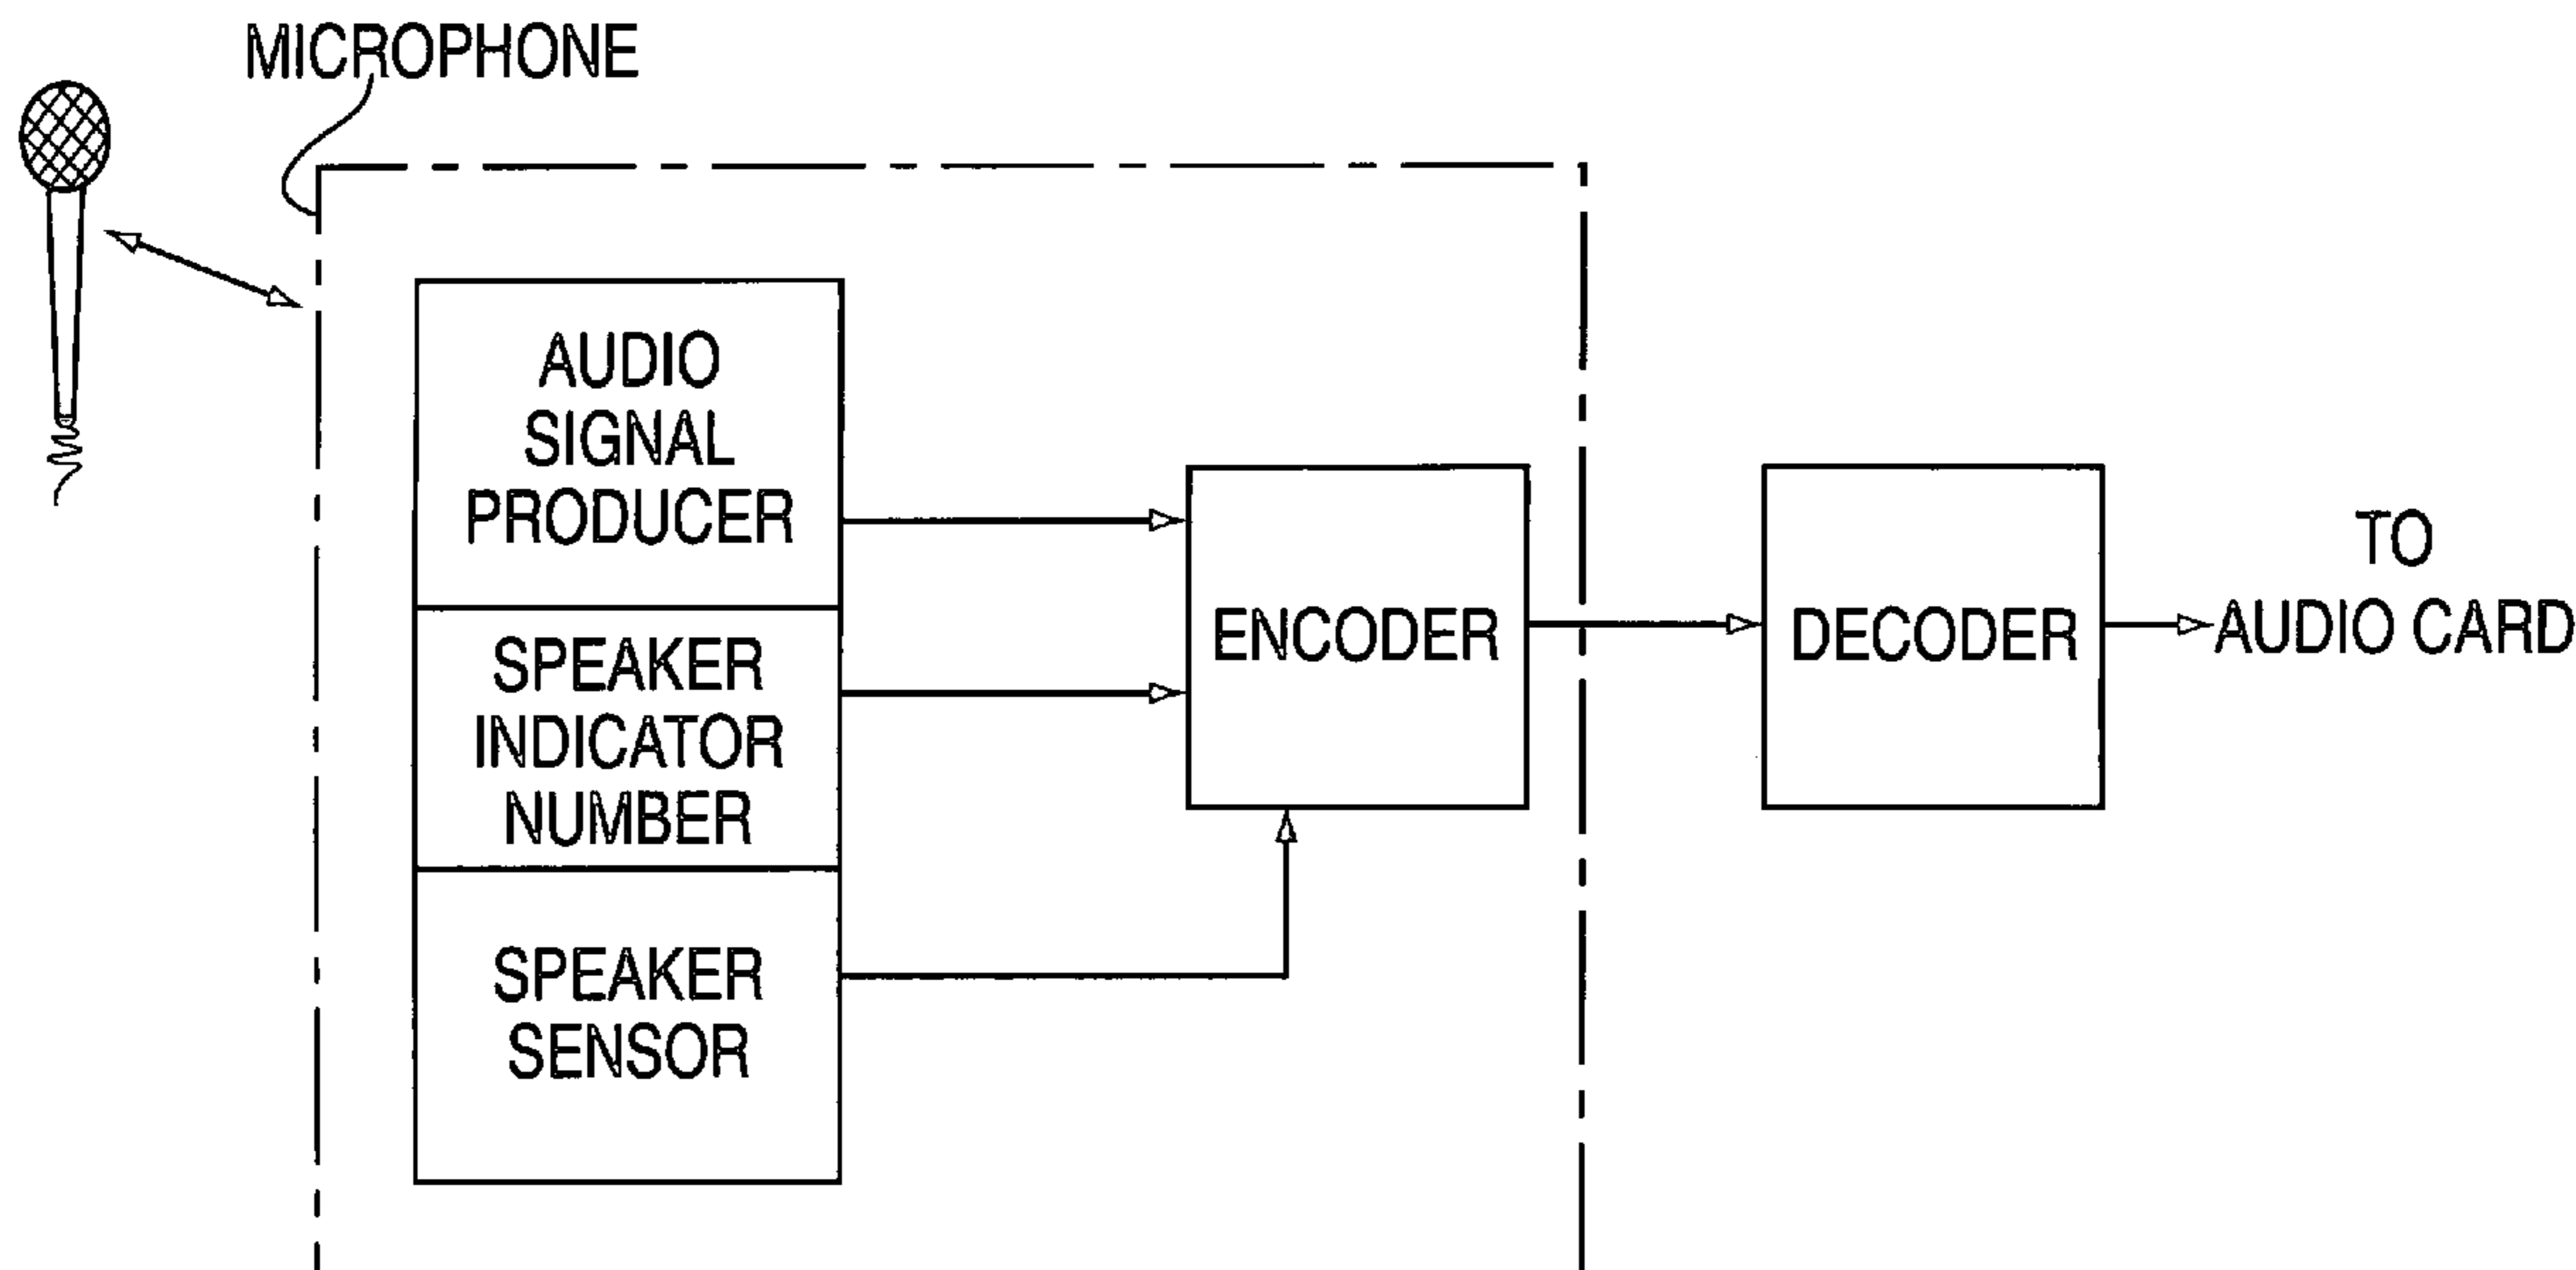 MICROPHONE
AUDIO
SIGNAL
PRODUCER
SPEAKER
INDICATOR
NUMBER
SPEAKER
SENSOR
ENCODER
DECODER
TO
AUDIO CARD